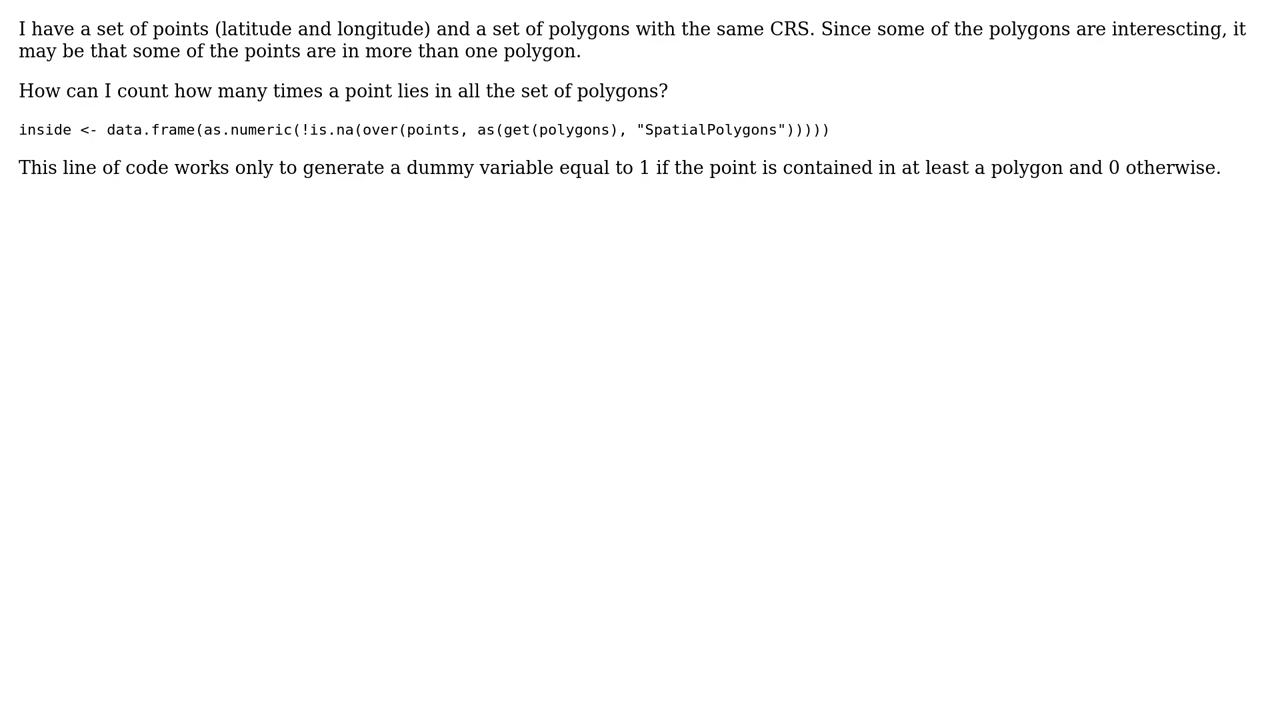 I have a set of points (latitude and longitude) and a set of polygons with the same CRS. Since some of the polygons are interescting, it
may be that some of the points are in more than one polygon.
How can I count how many times a point lies in all the set of polygons?
inside <- data.frame(as.numeric(!is.na(over(points, as(get(polygons), "SpatialPolygons")))))
This line of code works only to generate a dummy variable equal to 1 if the point is contained in at least a polygon and 0 otherwise.